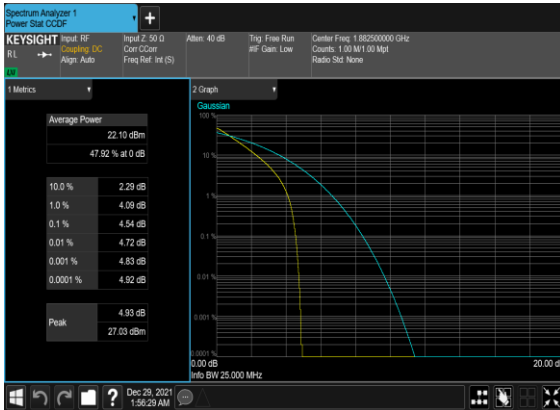 Spectrum Analyzer 1
Power Stat CCDF
+
KEYSIGHT
RL
Input: RF
Coupling: DC
Align: Auto
Input Z: 50 Ω
Corr CCorr
Freq Ref: Int (S)
Atten: 40 dB
Trig: Free Run
#IF Gain: Low
Center Freq: 1.882500000 GHz
Counts: 1.00 M/1.00 Mpt
Radio Std: None
1 Metrics
Average Power
22.10 dBm
47.92 % at 0 dB
10.0 % 2.29 dB
1.0 % 4.09 dB
0.1 % 4.54 dB
0.01 % 4.72 dB
0.001 % 4.83 dB
0.0001 % 4.92 dB
Peak
4.93 dB
27.03 dBm
2 Graph
Gaussian
100 %
10 %
1 %
0.1 %
0.01 %
0.001 %
0.0001 %
0.00 dB
20.00 d
Info BW 25.000 MHz
?
Dec 29, 2021
1:56:29 AM